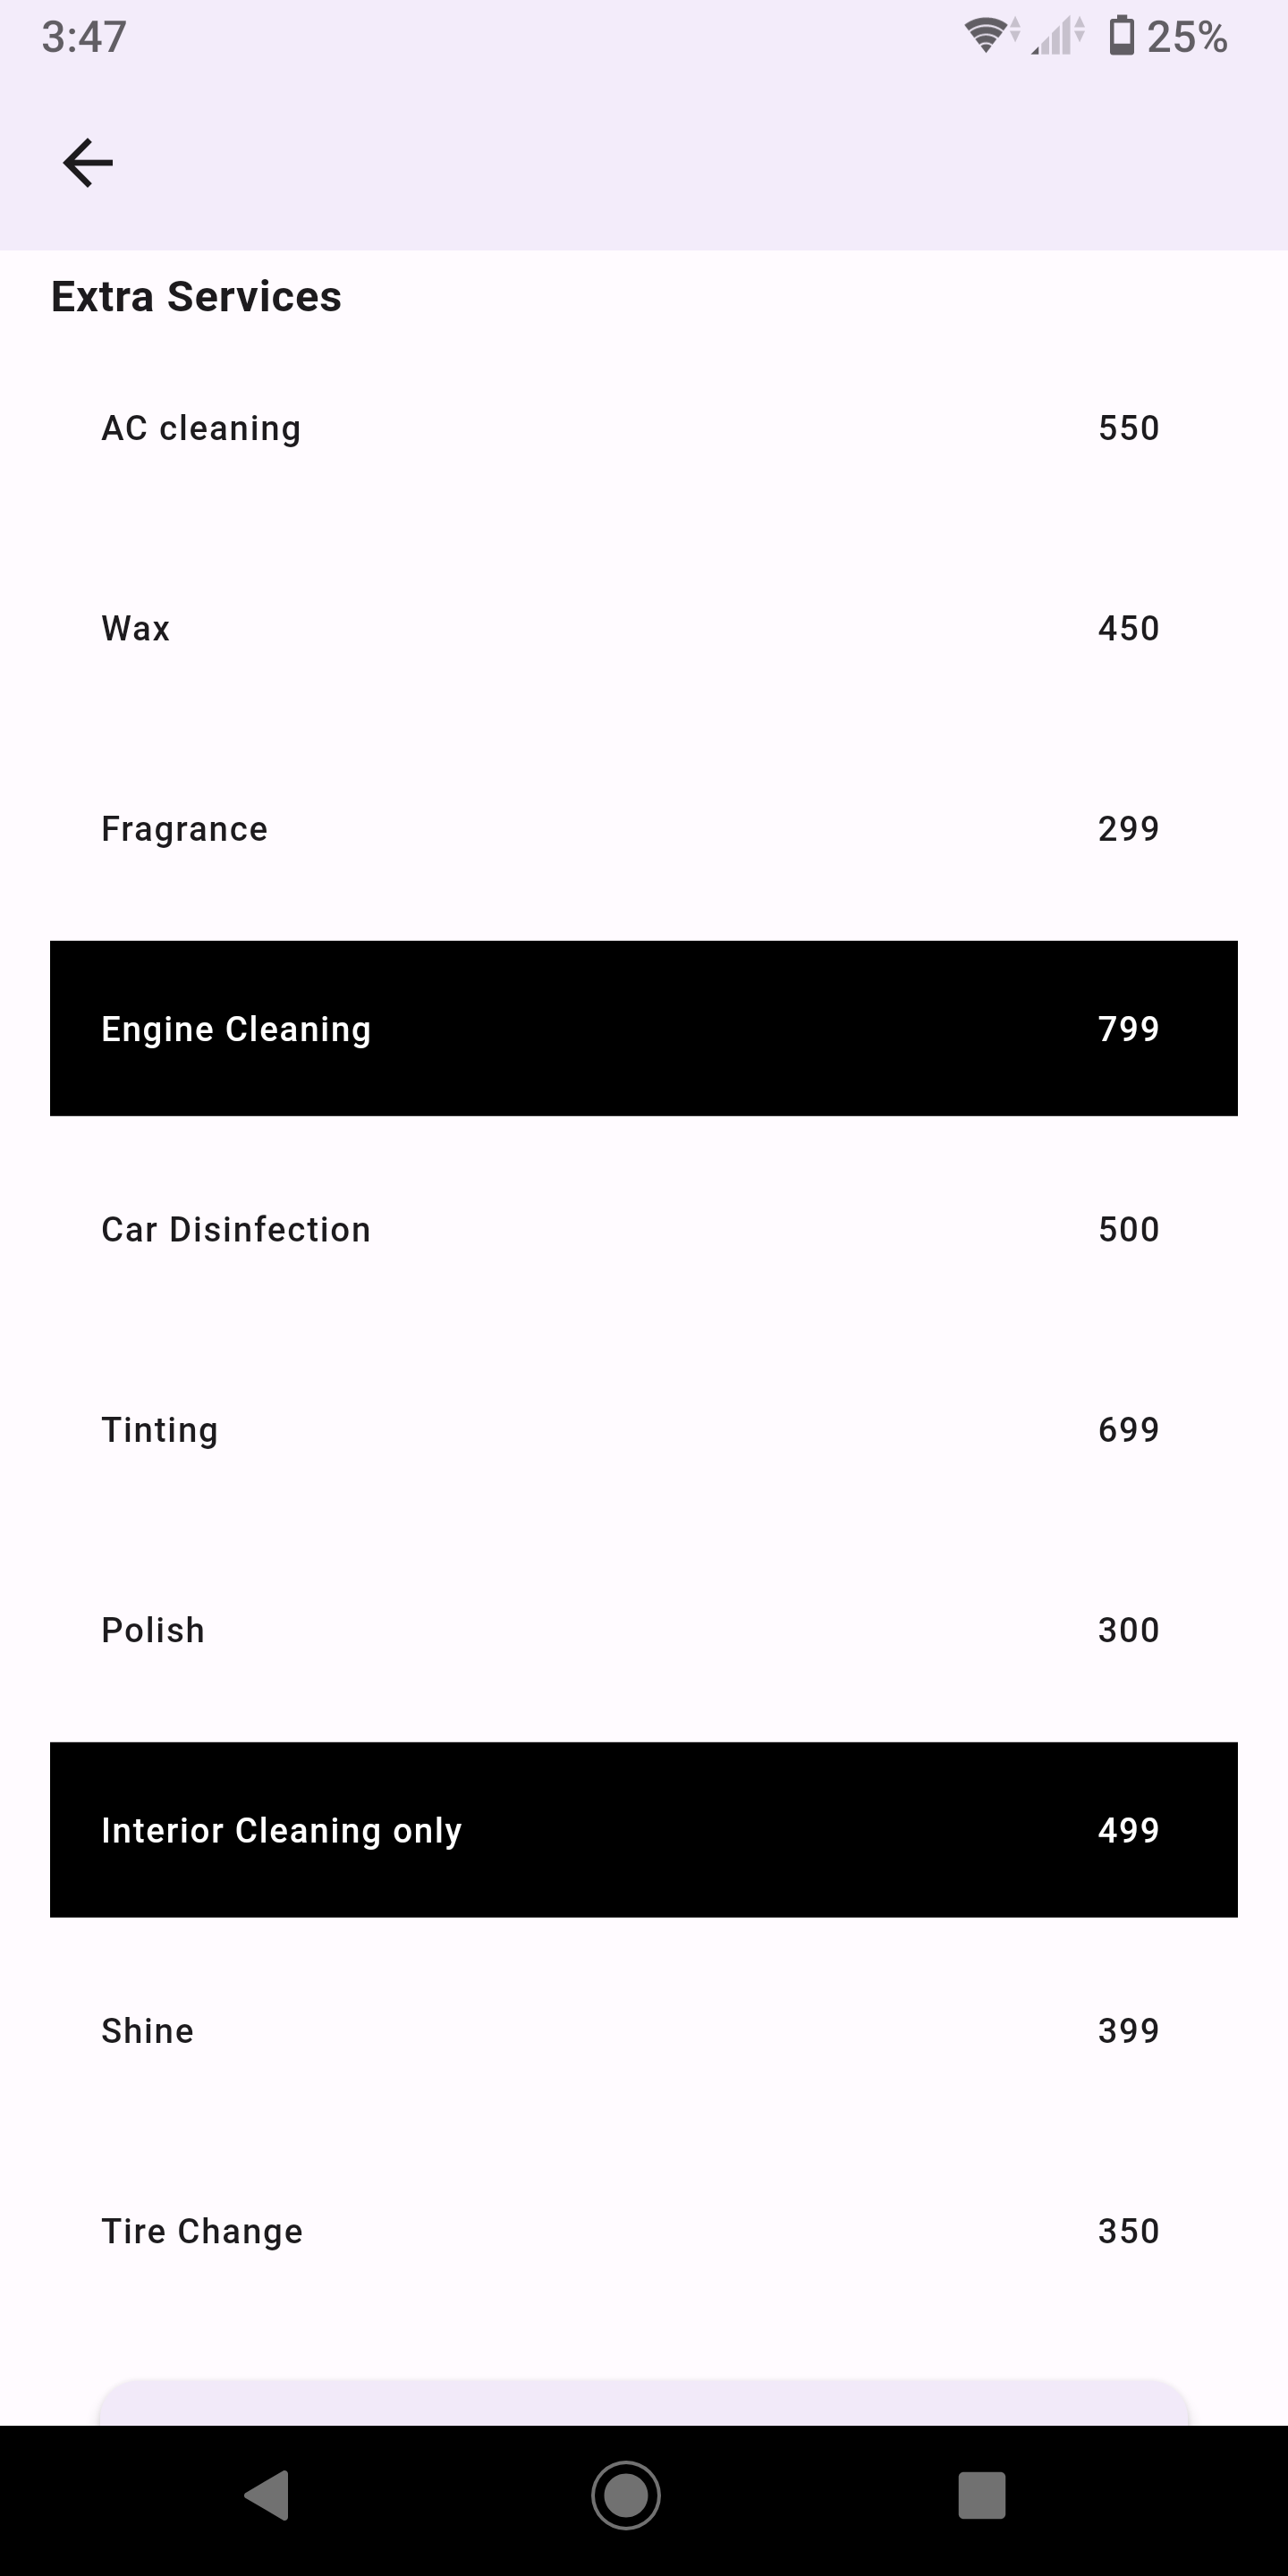 3:47 25%
Extra Services
AC cleaning 550
Wax 450
Fragrance 299
Engine Cleaning 799
Car Disinfection 500
Tinting 699
Polish 300
Interior Cleaning only 499
Shine 399
Tire Change 350